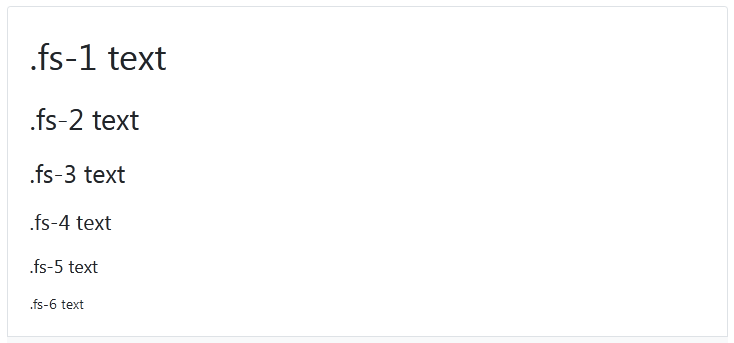 .fs-1 text
.fs-2 text
.fs-3 text
.fs-4 text
.fs-5 text
.fs-6 text